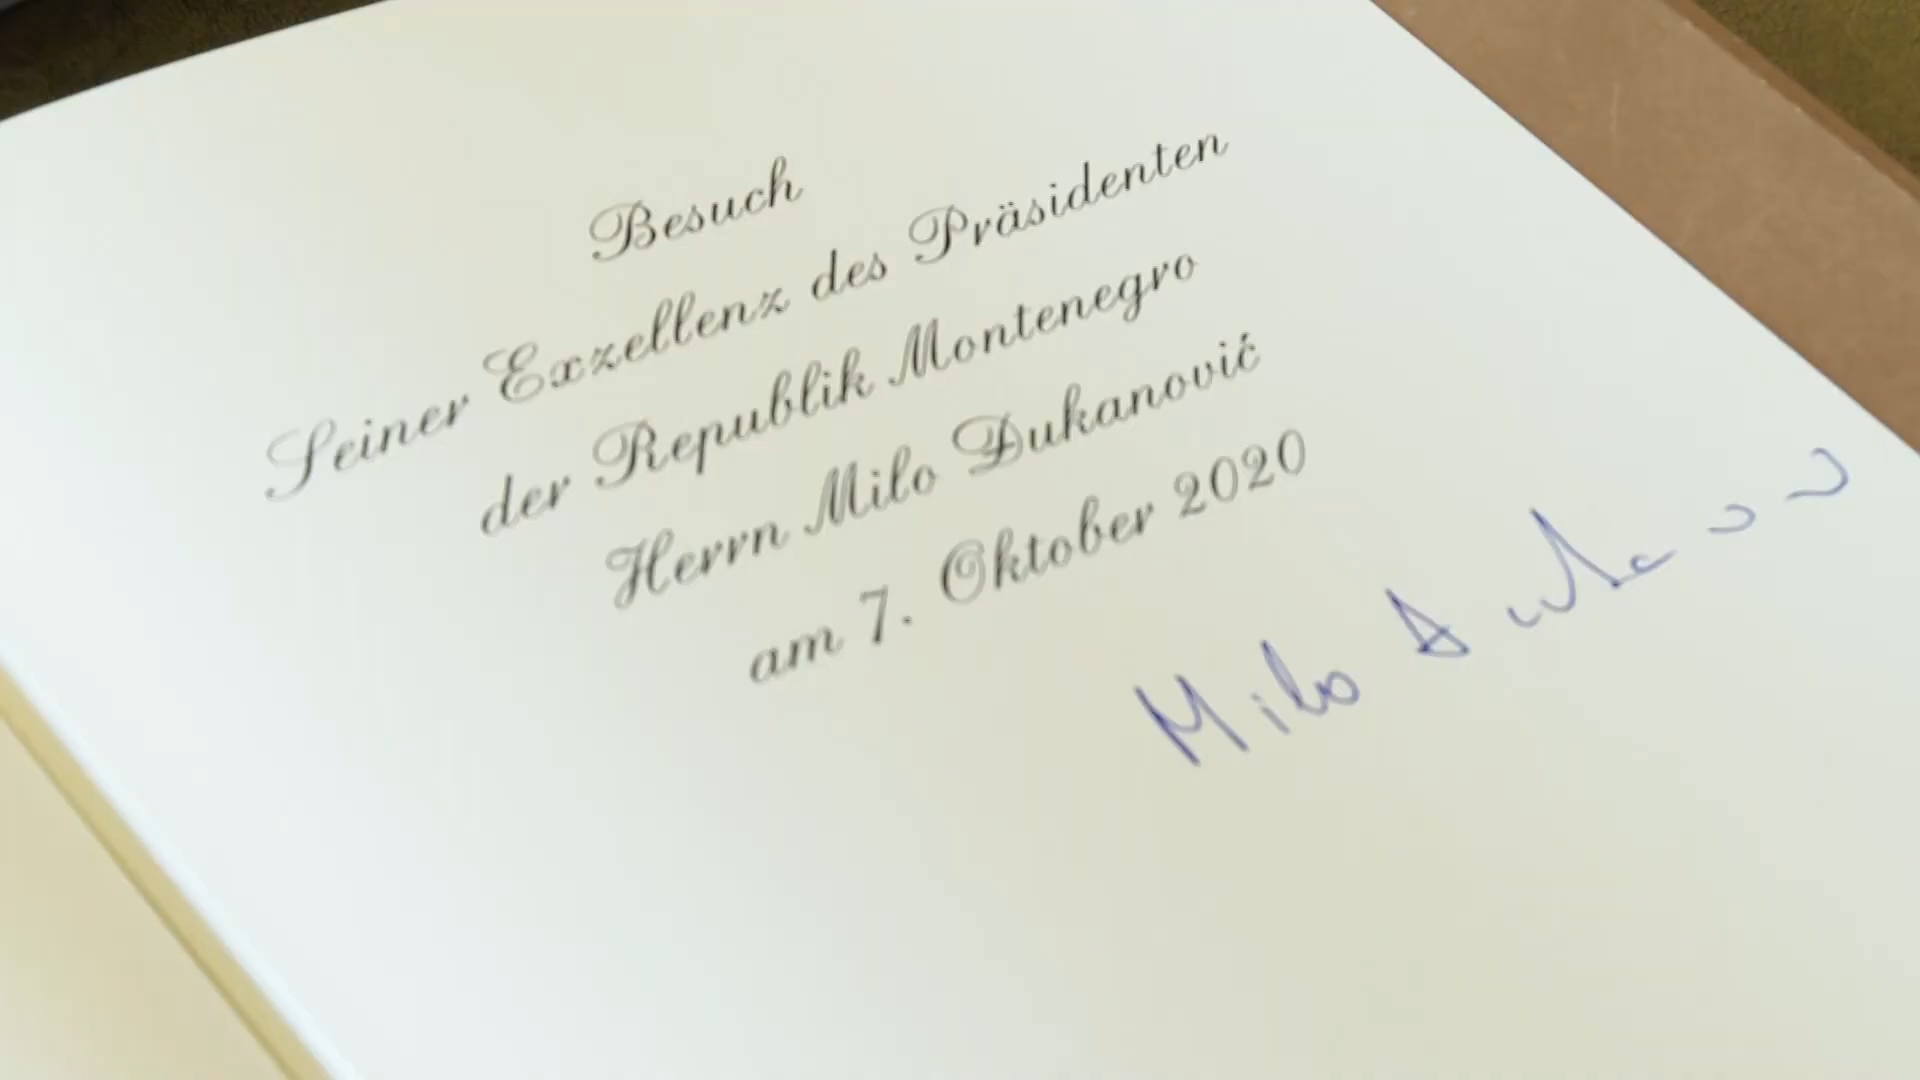 Besuch
Seiner Exzellenz des Präsidenten
der Republik Montenegro
Herrn Milo Đukanović
am 7. Oktober 2020
Milo